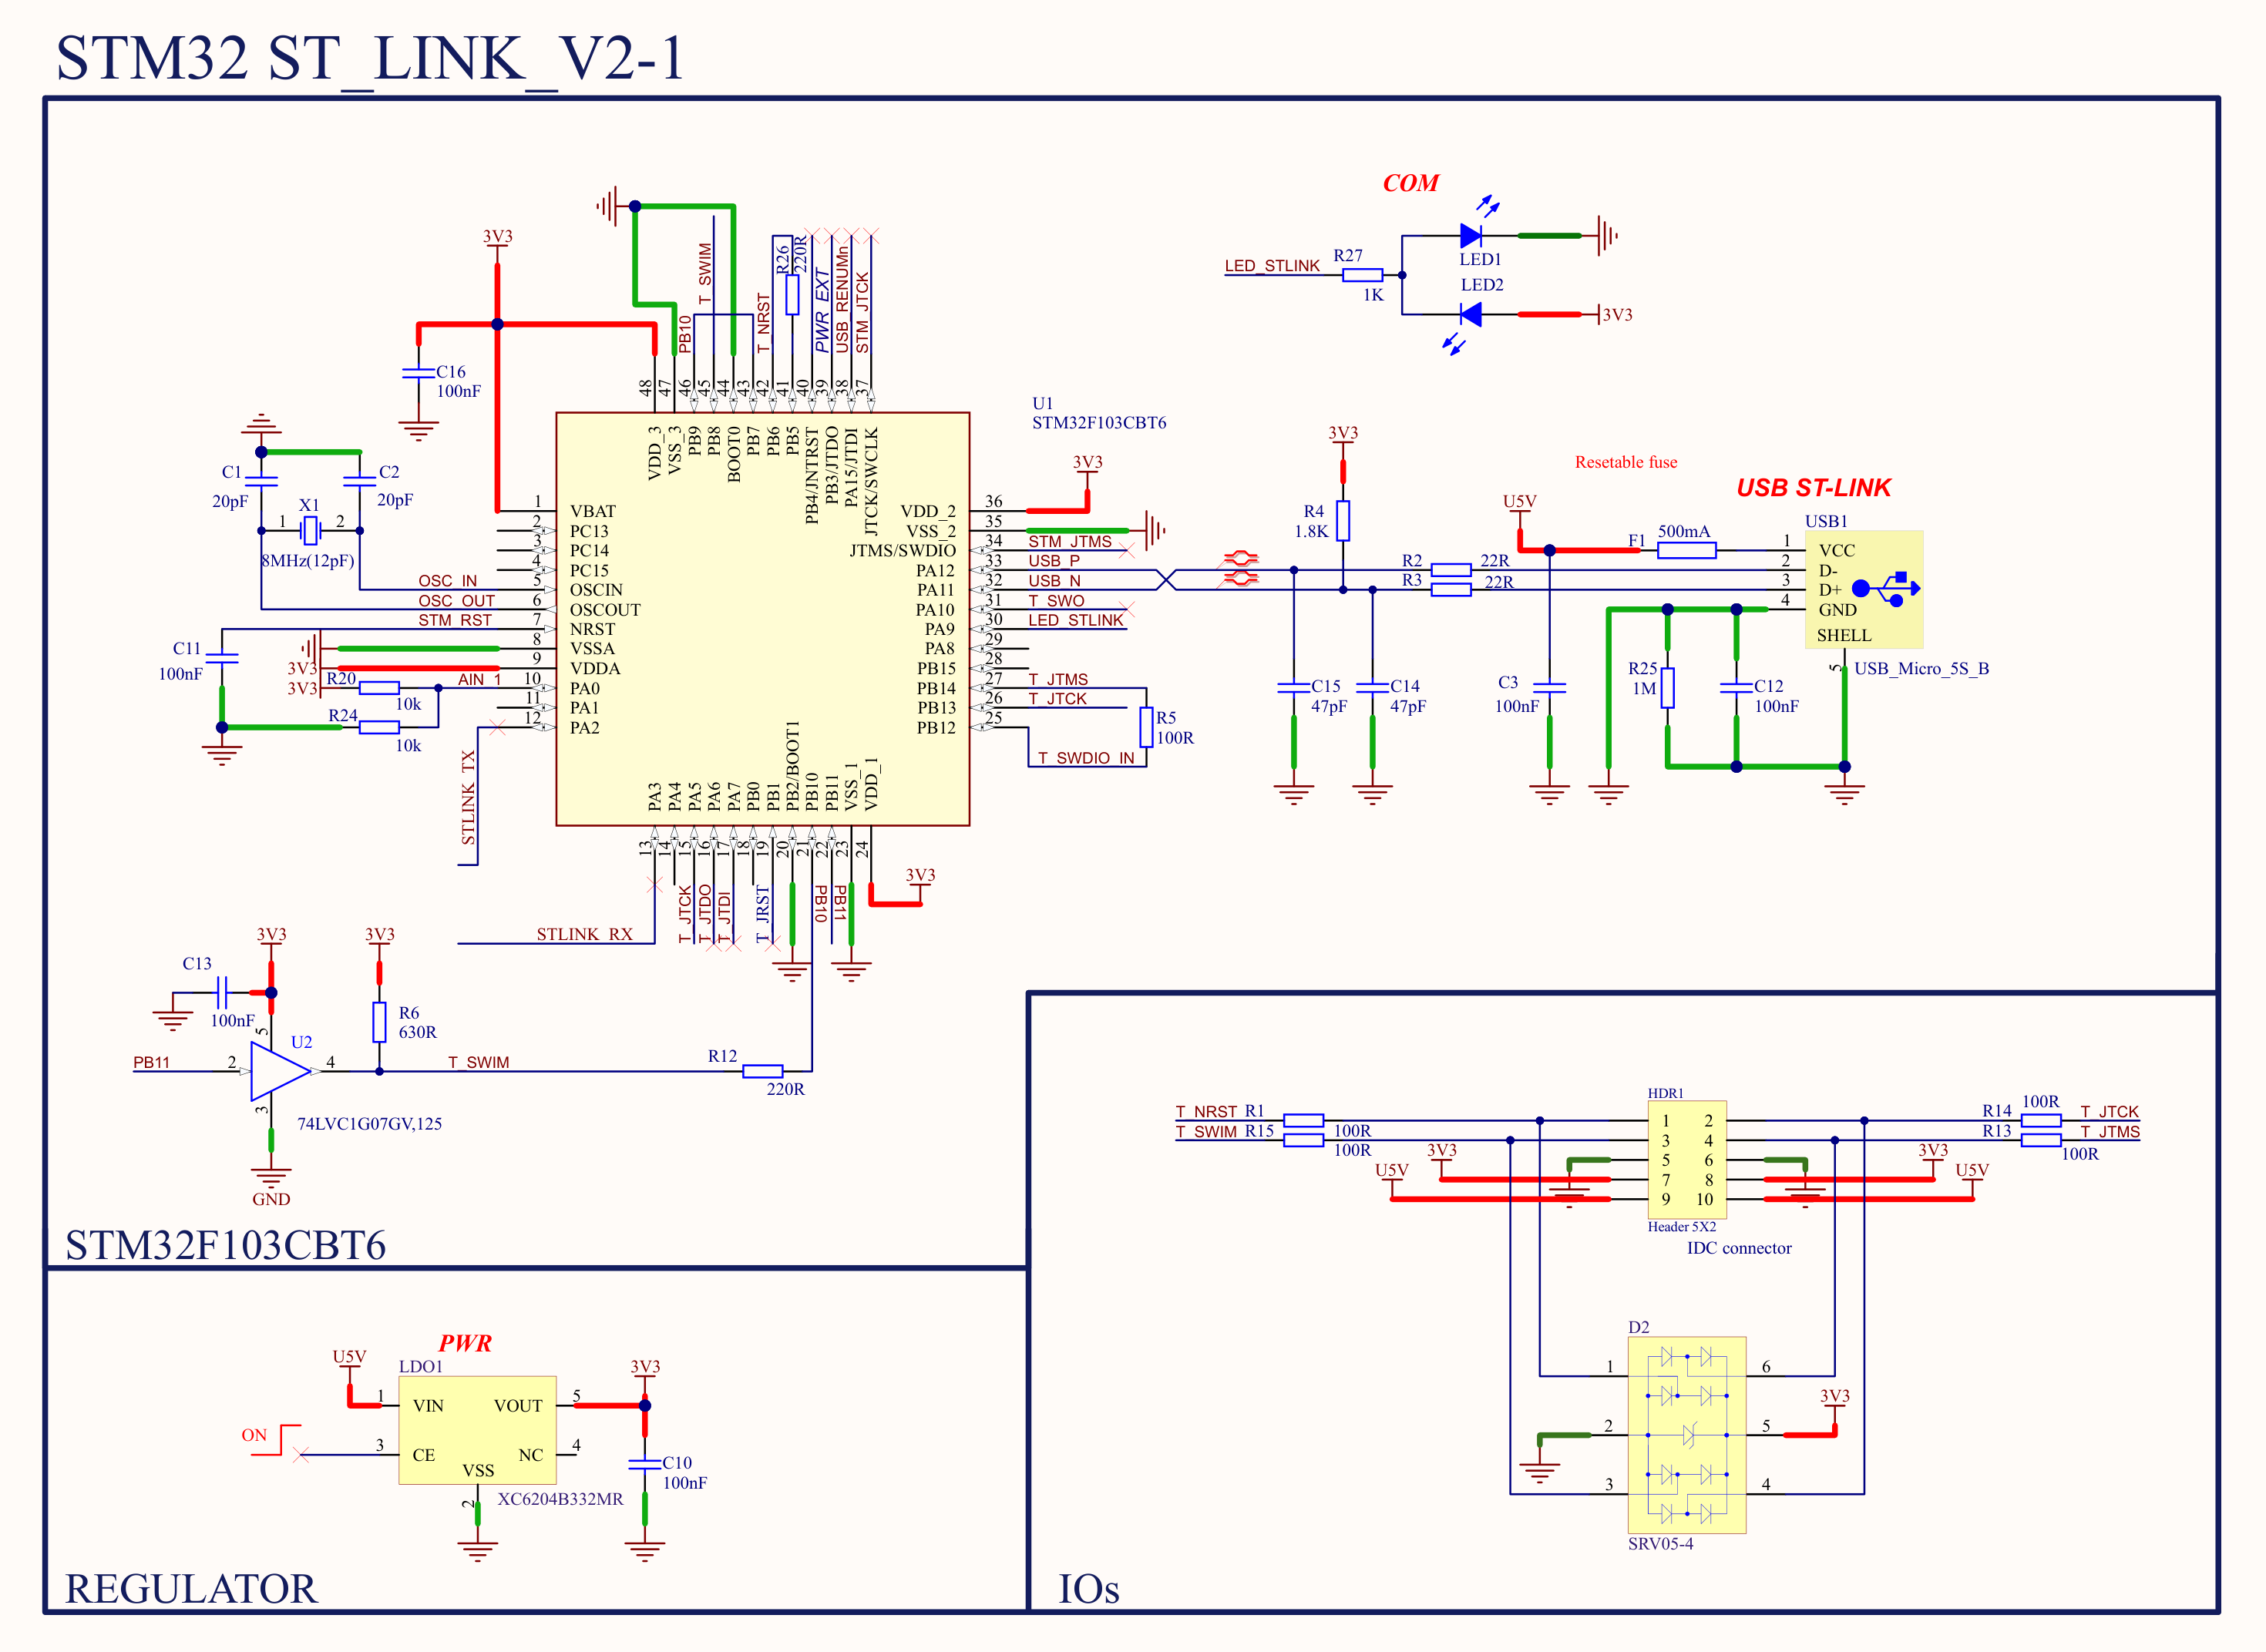 STM32 ST_LINK_V2-1
COM
LED_STLINK
R27
1K
LED1
LED2
3V3
3V3
C16
100nF
PB10
T_SWIM
T_NRST
R26
220R
PWR_EXT
USB_RENUMn
STM_JTCK
48
47
46
45
44
43
42
41
40
39
38
37
VDD_3
VSS_3
PB9
PB8
BOOT0
PB7
PB6
PB5
PB4/JNTRST
PB3/JTDO
PA15/JTDI
JTCK/SWCLK
U1
STM32F103CBT6
C1
20pF
C2
20pF
X1
1
2
8MHz(12pF)
OSC_IN
OSC_OUT
STM_RST
C11
100nF
3V3
3V3
R20
10k
AIN_1
R24
10k
STLINK_TX
1 VBAT
2 PC13
3 PC14
4 PC15
5 OSCIN
6 OSCOUT
7 NRST
8 VSSA
9 VDDA
10 PA0
11 PA1
12 PA2
VDD_2 36
VSS_2 35
JTMS/SWDIO 34
PA12 33
PA11 32
PA10 31
PA9 30
PA8 29
PB15 28
PB14 27
PB13 26
PB12 25
3V3
STM_JTMS
USB_P
USB_N
T_SWO
LED_STLINK
T_JTMS
T_JTCK
R5
100R
T_SWDIO_IN
PA3
PA4
PA5
PA6
PA7
PB0
PB1
PB2/BOOT1
PB10
PB11
VSS_1
VDD_1
13
14
15
16
17
18
19
20
21
22
23
24
T_JTCK
T_JTDO
T_JTDI
T_JRST
PB10
PB11
3V3
STLINK_RX
3V3
R4
1.8K
C15
47pF
C14
47pF
R2
22R
R3
22R
Resetable fuse
U5V
F1
500mA
C3
100nF
USB ST-LINK
USB1
1 VCC
2 D-
3 D+
4 GND
SHELL
5
USB_Micro_5S_B
R25
1M
C12
100nF
3V3
C13
100nF
3V3
R6
630R
PB11
2
5
U2
4
3
74LVC1G07GV,125
GND
T_SWIM
R12
220R
STM32F103CBT6
HDR1
T_NRST R1
100R
T_SWIM R15
100R
3V3
U5V
1 2
3 4
5 6
7 8
9 10
Header 5X2
IDC connector
R14
100R
T_JTCK
R13
100R
T_JTMS
3V3
U5V
D2
1
2
3
6
5
4
3V3
SRV05-4
IOs
PWR
U5V
LDO1
1 VIN
3 CE
VOUT 5
NC 4
VSS
2
ON
XC6204B332MR
3V3
C10
100nF
REGULATOR